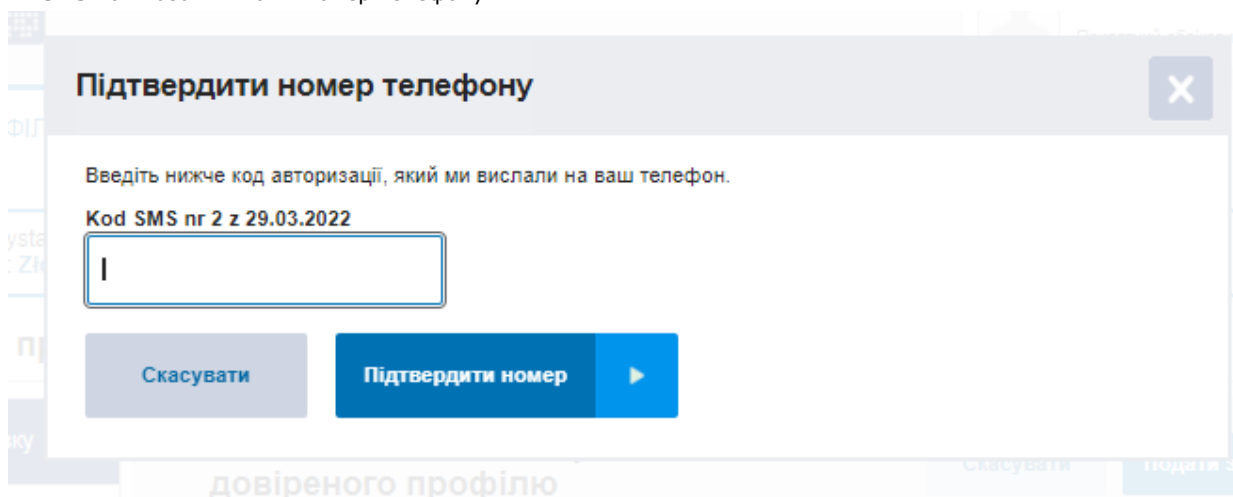 Підтвердити номер телефону
Введіть нижче код авторизації, який ми вислали на ваш телефон.
Kod SMS nr 2 z 29.03.2022
Скасувати
Підтвердити номер
Скасувати
довіреного профілю